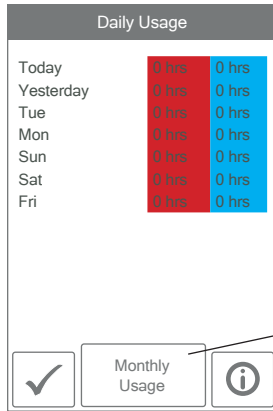 Daily Usage
Today 0 hrs 0 hrs
Yesterday 0 hrs 0 hrs
Tue 0 hrs 0 hrs
Mon 0 hrs 0 hrs
Sun 0 hrs 0 hrs
Sat 0 hrs 0 hrs
Fri 0 hrs 0 hrs
Monthly
Usage
i